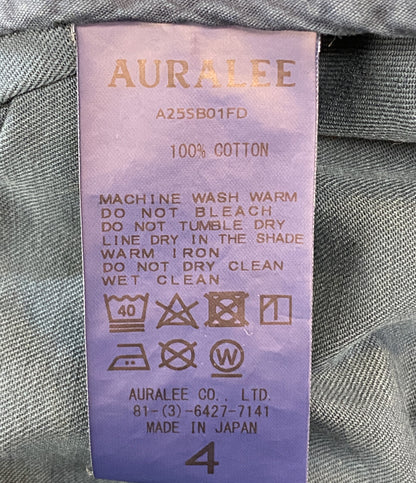 AURALEE
A25SB01FD
100% COTTON
MACHINE WASH WARM
DO NOT BLEACH
DO NOT TUMBLE DRY
LINE DRY IN THE SHADE
WARM IRON
DO NOT DRY CLEAN
WET CLEAN
40
W
AURALEE CO., LTD.
81-(3)-6427-7141
MADE IN JAPAN
4